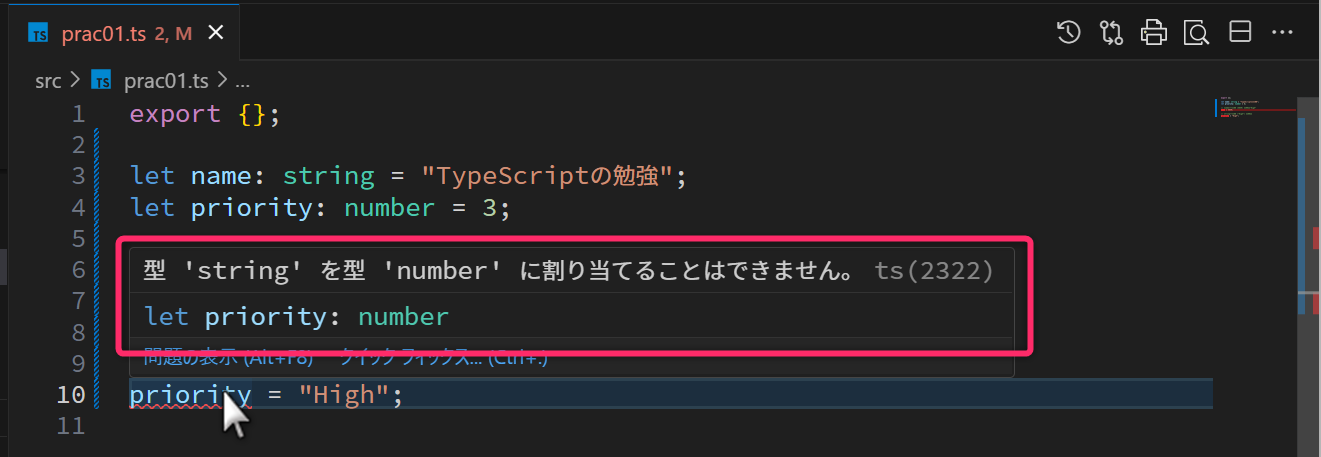 TS prac01.ts 2, M
src > TS prac01.ts > ...
1 export {};
2
3 let name: string = "TypeScriptの勉強";
4 let priority: number = 3;
5
6 型 'string' を型 'number' に割り当てることはできません。 ts(2322)
7 let priority: number
8
9 問題の表示 (Alt+F8) クイック フィックス... (Ctrl+.)
10 priority = "High";
11